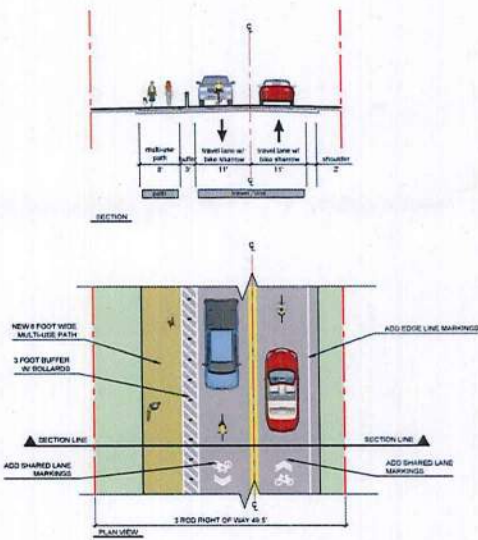 ℄
multi-use
path
8'
buffer
3'
travel lane w/
bike sharrow
11'
travel lane w/
bike sharrow
11'
shoulder
2'
℄
path
SECTION
℄
NEW 8 FOOT WIDE
MULTI-USE PATH
3 FOOT BUFFER
W/ BOLLARDS
ADD EDGE LINE MARKINGS
SECTION LINE
SECTION LINE
ADD SHARED LANE
MARKINGS
ADD SHARED LANE
MARKINGS
3 ROD RIGHT OF WAY 49.5'
PLAN VIEW